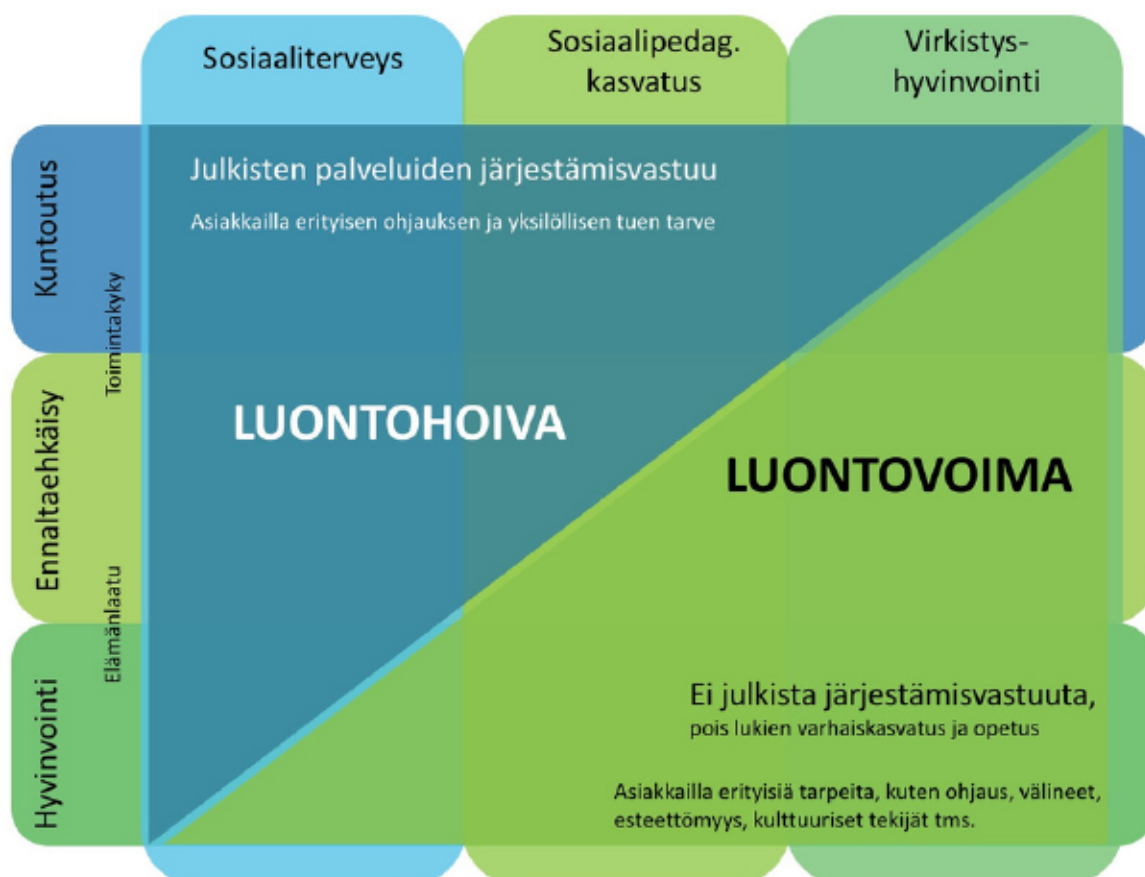 Sosiaaliterveys
Sosiaalipedag.
kasvatus
Virkistys-
hyvinvointi
Kuntoutus
Toimintakyky
Julkisten palveluiden järjestämisvastuu
Asiakkailla erityisen ohjauksen ja yksilöllisen tuen tarve
Ennaltaehkäisy
Elämänlaatu
LUONTOHOIVA
LUONTOVOIMA
Hyvinvointi
Ei julkista järjestämisvastuuta,
pois lukien varhaiskasvatus ja opetus
Asiakkailla erityisiä tarpeita, kuten ohjaus, välineet,
esteettömyys, kulttuuriset tekijät tms.